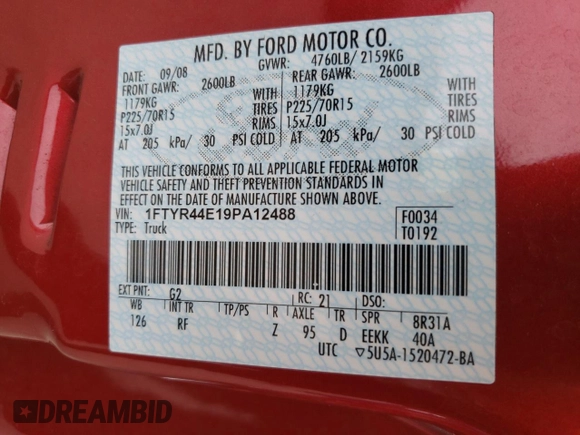 MFD. BY FORD MOTOR CO.
DATE: 09/08 GVWR: 4760LB/ 2159KG
FRONT GAWR: 2600LB REAR GAWR: 2600LB
1179KG WITH 1179KG WITH
P225/70R15 TIRES P225/70R15 TIRES
15x7.0J RIMS 15x7.0J RIMS
AT 205 kPa/ 30 PSI COLD AT 205 kPa/ 30 PSI COLD
THIS VEHICLE CONFORMS TO ALL APPLICABLE FEDERAL MOTOR
VEHICLE SAFETY AND THEFT PREVENTION STANDARDS IN
EFFECT ON THE DATE OF MANUFACTURE SHOWN ABOVE.
VIN: 1FTYR44E19PA12488 F0034
TYPE: Truck T0192
EXT PNT: G2 RC: 21 DSO:
WB INT TR TP/PS R AXLE TR SPR 8R31A
126 RF Z 95 D EEKK 40A
UTC ▽5U5A-1520472-BA
DREAMBID